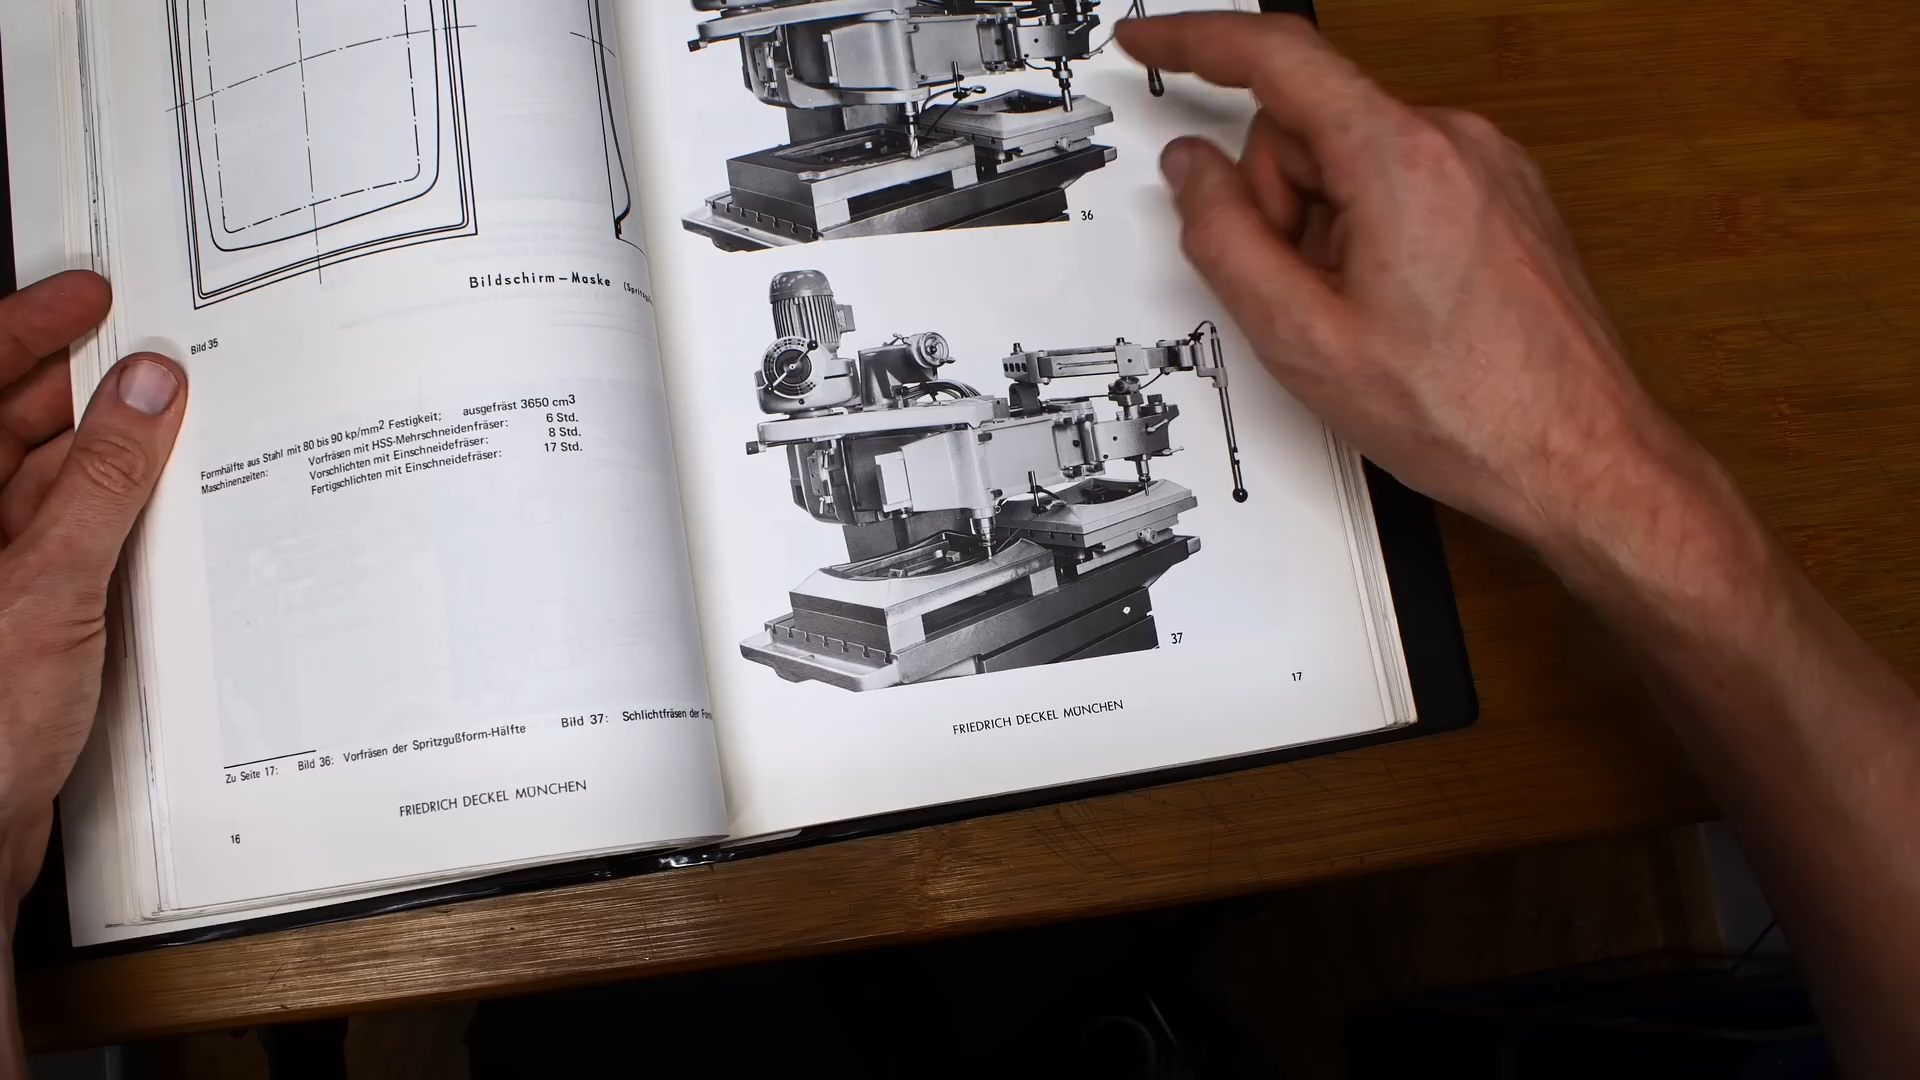 Bildschirm – Maske
Bild 35
Formhälfte aus Stahl mit 80 bis 90 kp/mm2 Festigkeit; ausgefräst 3650 cm3
Maschinenzeiten: Vorfräsen mit HSS-Mehrschneidenfräser: 6 Std.
Vorschlichten mit Einschneidefräser: 8 Std.
Fertigschlichten mit Einschneidefräser: 17 Std.
Zu Seite 17: Bild 36: Vorfräsen der Spritzgußform-Hälfte Bild 37: Schlichtfräsen der
FRIEDRICH DECKEL MÜNCHEN
16
36
37
17
FRIEDRICH DECKEL MÜNCHEN